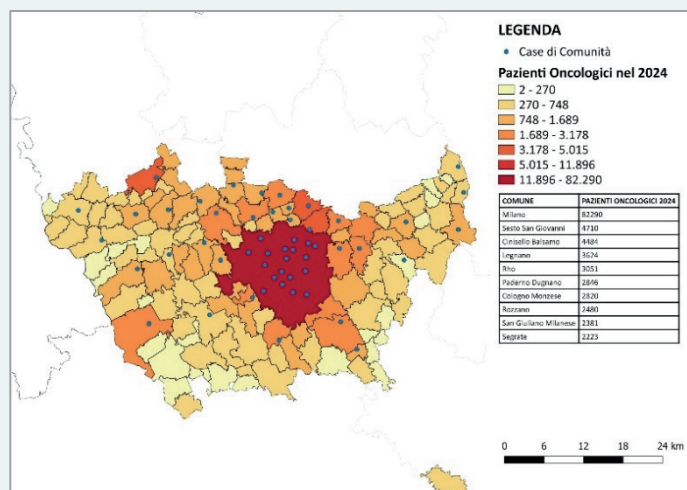 LEGENDA
Case di Comunità
Pazienti Oncologici nel 2024
2 - 270
270 - 748
748 - 1.689
1.689 - 3.178
3.178 - 5.015
5.015 - 11.896
11.896 - 82.290
COMUNE PAZIENTI ONCOLOGICI 2024
Milano 82290
Sesto San Giovanni 4710
Cinisello Balsamo 4484
Legnano 3624
Rho 3051
Paderno Dugnano 2846
Cologno Monzese 2820
Rozzano 2480
San Giuliano Milanese 2381
Segrate 2223
0 6 12 18 24 km